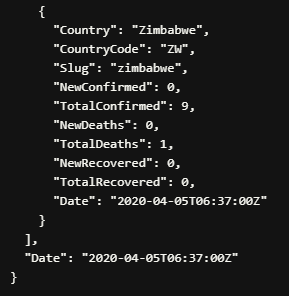 {
"Country": "Zimbabwe",
"CountryCode": "ZW",
"Slug": "zimbabwe",
"NewConfirmed": 0,
"TotalConfirmed": 9,
"NewDeaths": 0,
"TotalDeaths": 1,
"NewRecovered": 0,
"TotalRecovered": 0,
"Date": "2020-04-05T06:37:00Z"
}
],
"Date": "2020-04-05T06:37:00Z"
}